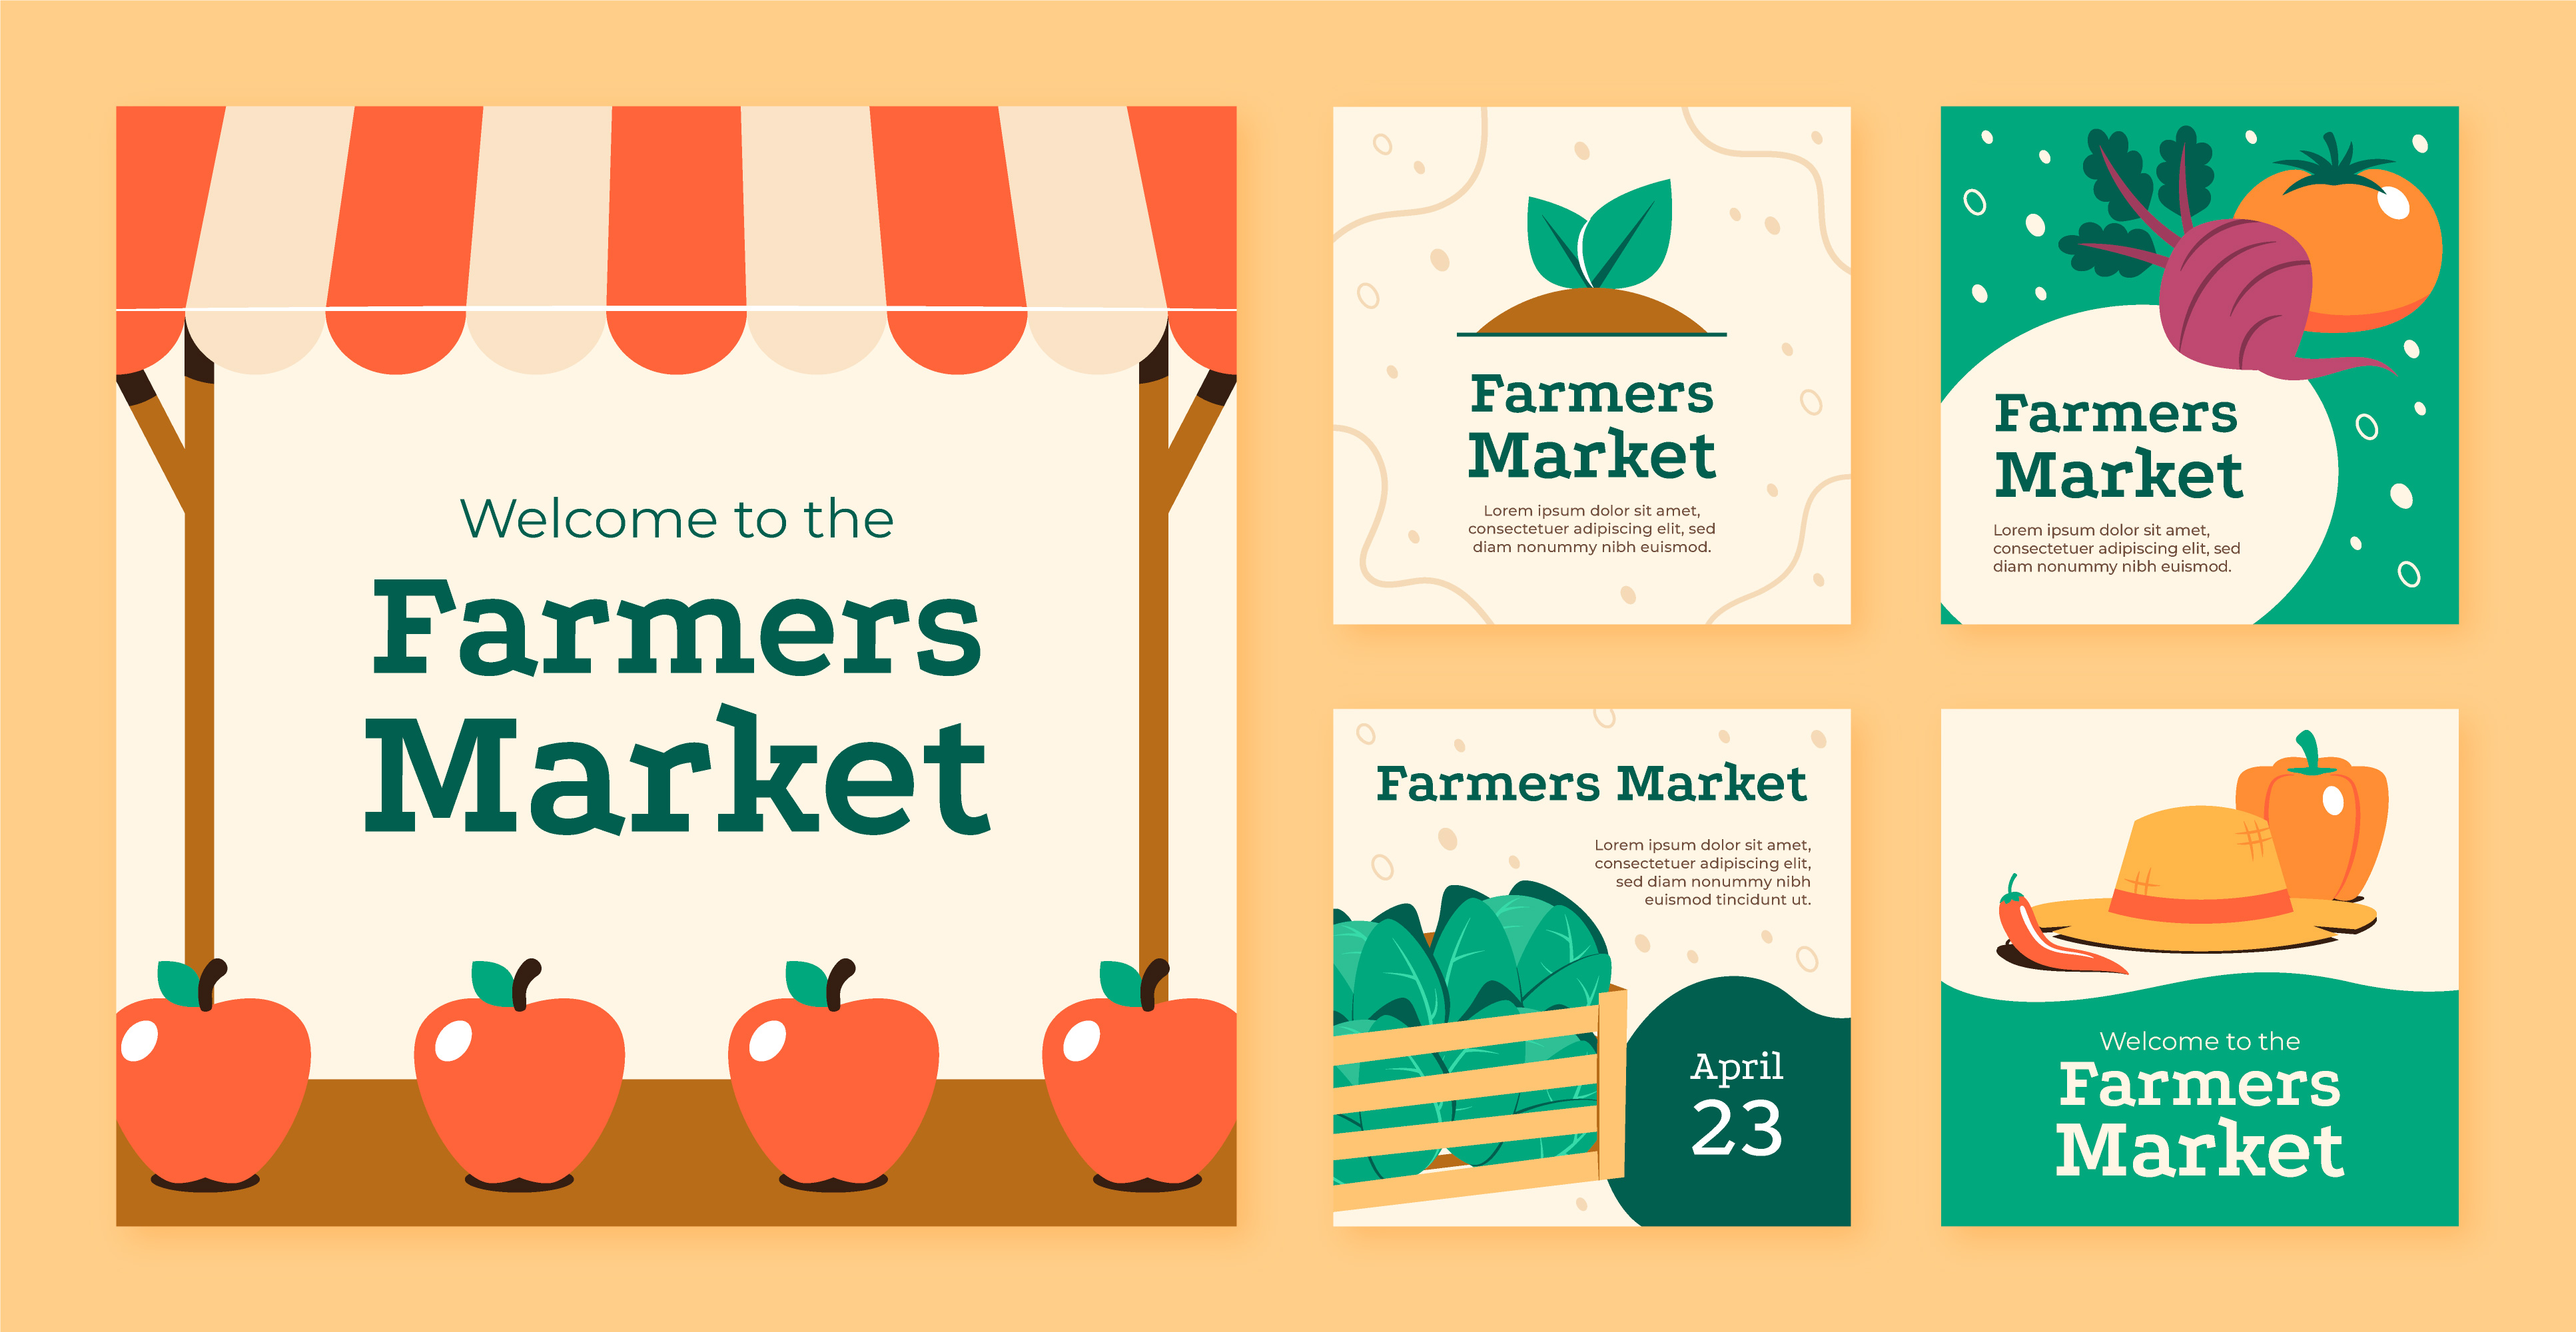 Welcome to the
Farmers
Market
Farmers
Market
Lorem ipsum dolor sit amet,
consectetuer adipiscing elit, sed
diam nonummy nibh euismod.
Farmers
Market
Lorem ipsum dolor sit amet,
consectetuer adipiscing elit, sed
diam nonummy nibh euismod.
Farmers Market
Lorem ipsum dolor sit amet,
consectetuer adipiscing elit,
sed diam nonummy nibh
euismod tincidunt ut.
April
23
Welcome to the
Farmers
Market